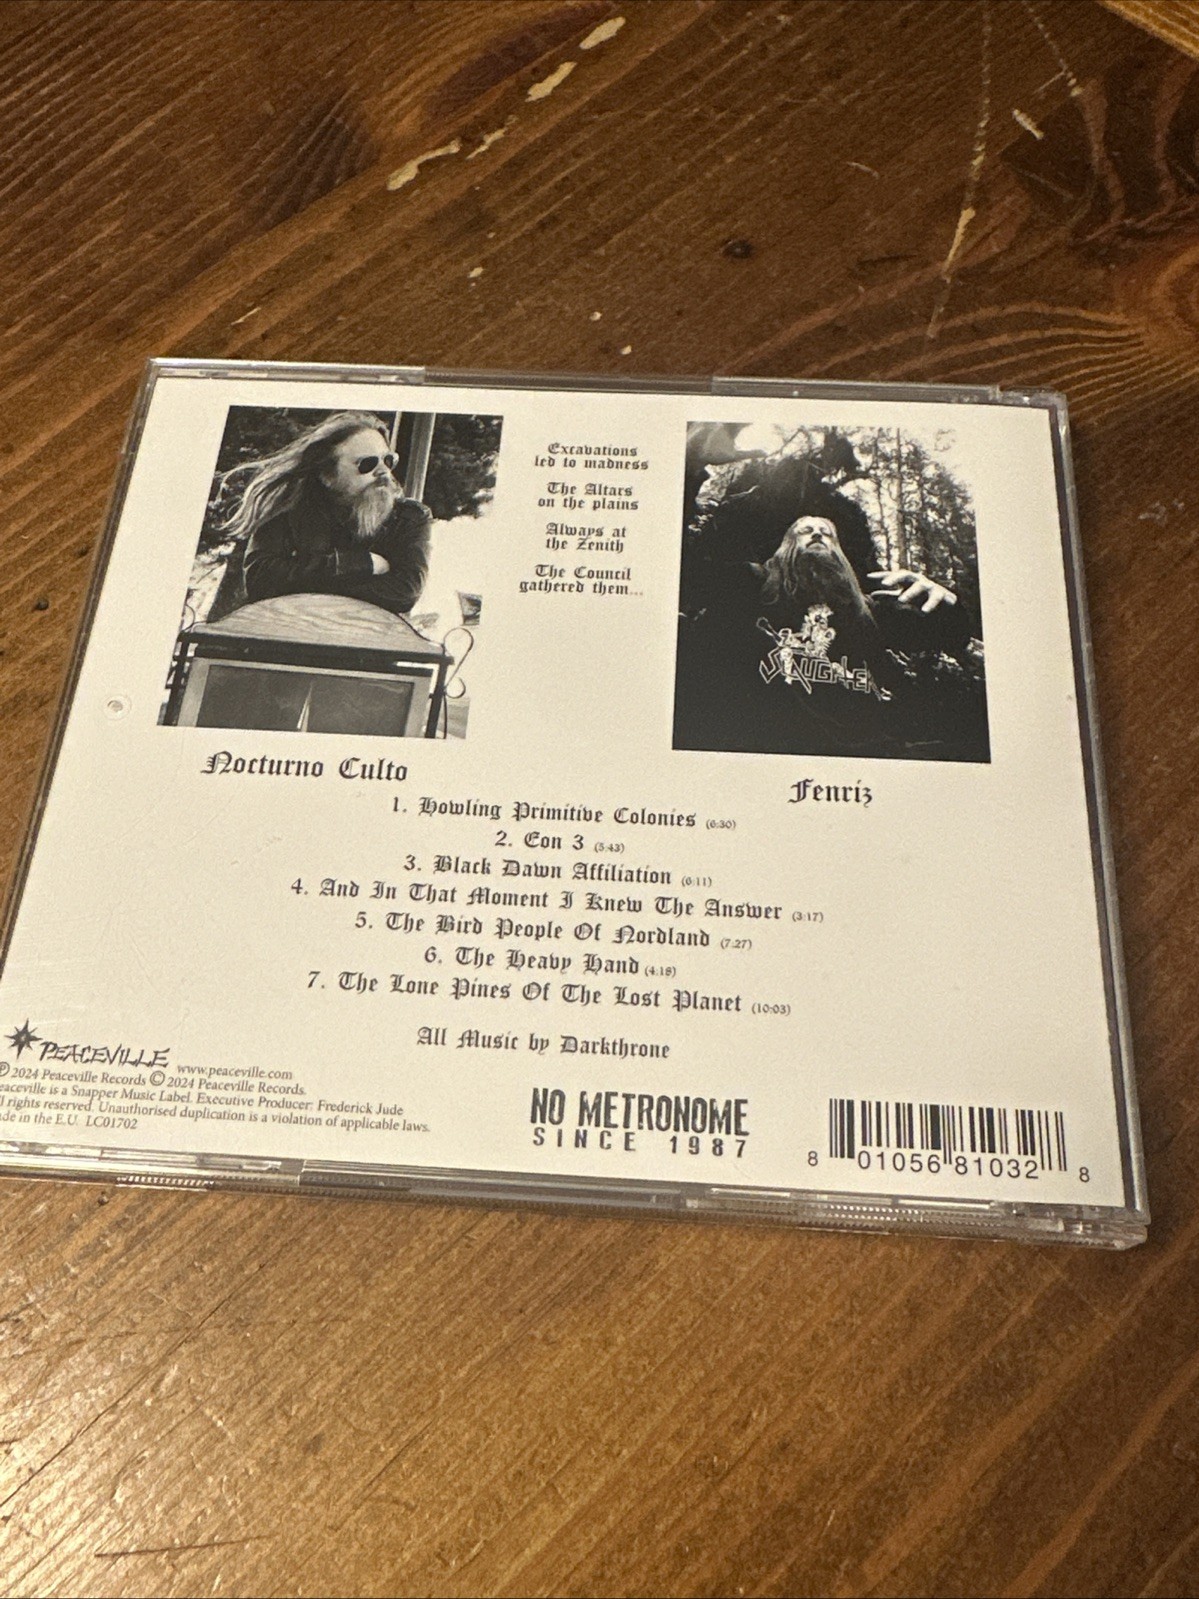 Excavations
led to madness
The Altars
on the plains
Always at
the Zenith
The Council
gathered them...
SLAUGHTER
Nocturno Culto
Fenriz
1. Howling Primitive Colonies (6:30)
2. Eon 3 (5:43)
3. Black Dawn Affiliation (6:11)
4. And In That Moment I Knew The Answer (3:17)
5. The Bird People Of Nordland (7:27)
6. The Heavy Hand (4:18)
7. The Lone Pines Of The Lost Planet (10:03)
All Music by Darkthrone
PEACEVILLE www.peaceville.com
℗ 2024 Peaceville Records © 2024 Peaceville Records.
eaceville is a Snapper Music Label. Executive Producer: Frederick Jude
ll rights reserved. Unauthorised duplication is a violation of applicable laws.
de in the E.U. LC01702
NO METRONOME
SINCE 1987
8 01056 81032 8